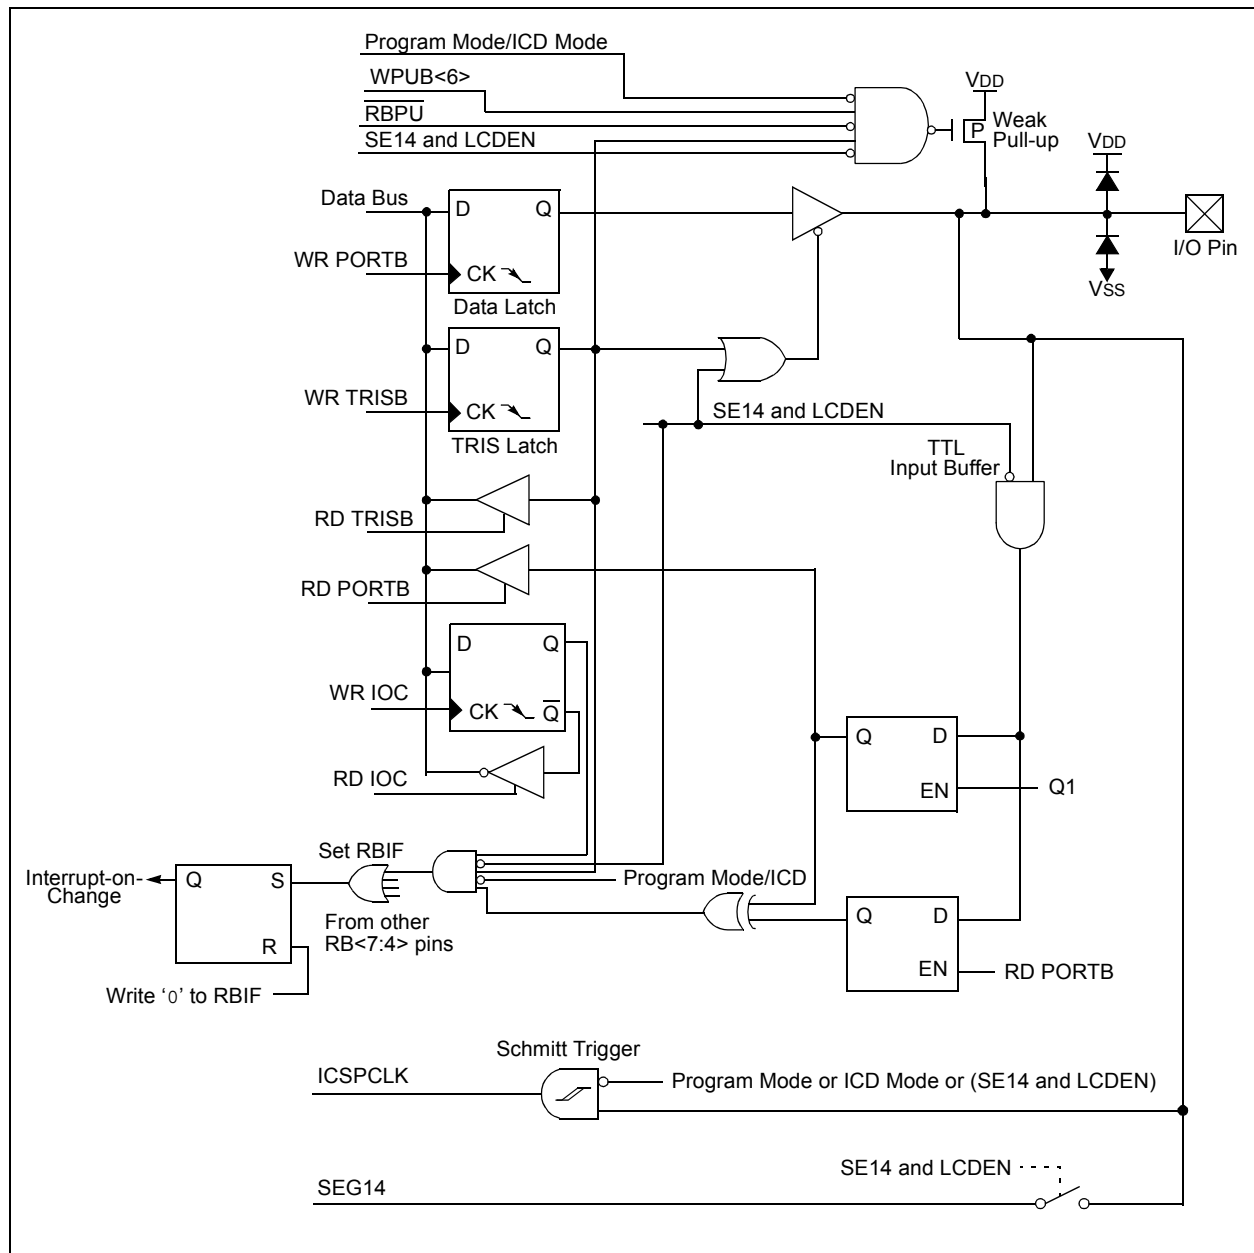 Program Mode/ICD Mode
WPUB<6>
RBPU
SE14 and LCDEN
VDD
P
Weak
Pull-up
VDD
Data Bus
D
Q
WR PORTB
CK
Data Latch
I/O Pin
VSS
D
Q
WR TRISB
CK
TRIS Latch
SE14 and LCDEN
TTL
Input Buffer
RD TRISB
RD PORTB
D
Q
WR IOC
CK
Q
RD IOC
Q
D
EN
Q1
Set RBIF
Interrupt-on-
Change
Q
S
R
From other
RB<7:4> pins
Program Mode/ICD
Q
D
EN
RD PORTB
Write ‘0’ to RBIF
Schmitt Trigger
ICSPCLK
Program Mode or ICD Mode or (SE14 and LCDEN)
SE14 and LCDEN
SEG14